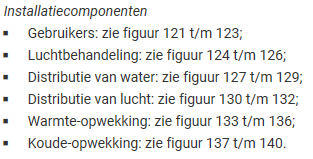 Installatiecomponenten
▪ Gebruikers: zie figuur 121 t/m 123;
▪ Luchtbehandeling: zie figuur 124 t/m 126;
▪ Distributie van water: zie figuur 127 t/m 129;
▪ Distributie van lucht: zie figuur 130 t/m 132;
▪ Warmte-opwekking: zie figuur 133 t/m 136;
▪ Koude-opwekking: zie figuur 137 t/m 140.